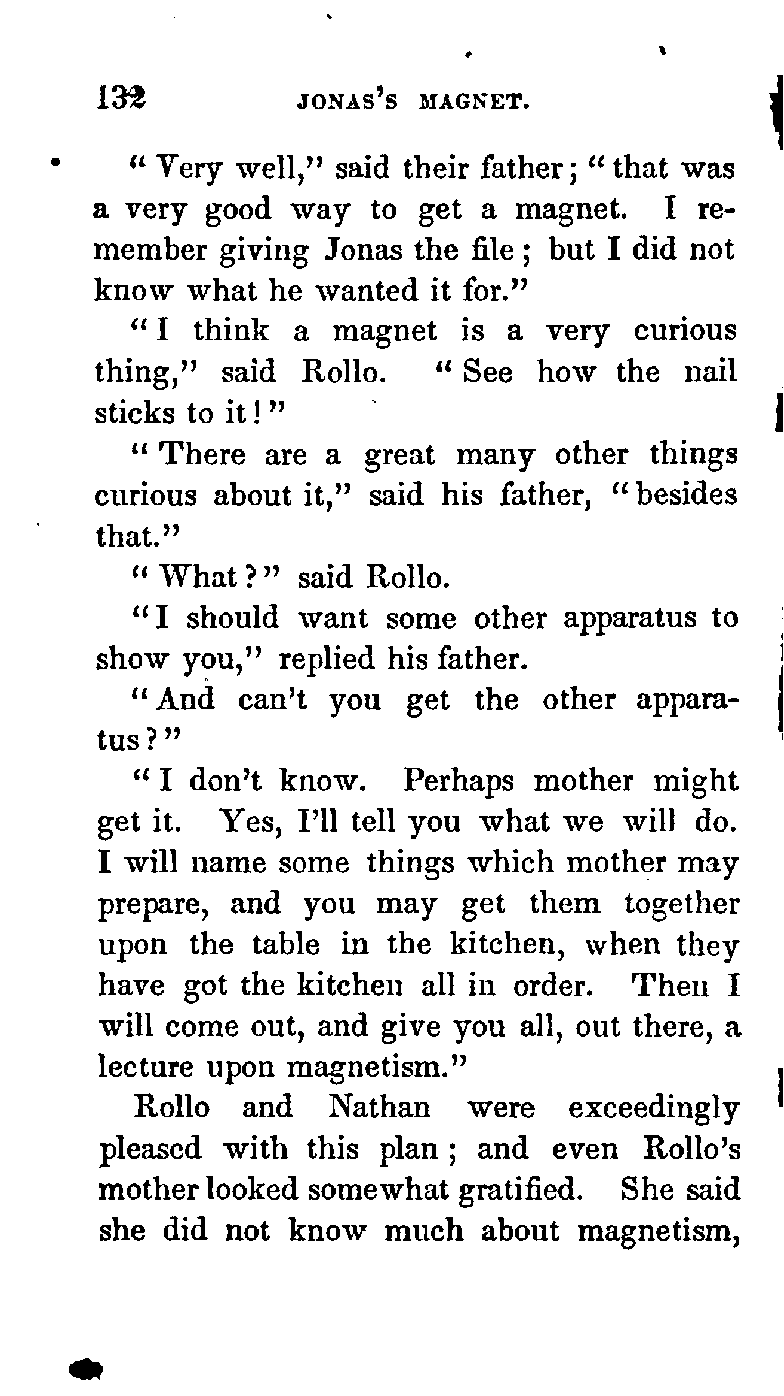 132 JONAS'S MAGNET.
“Very well,” said their father; “that was
a very good way to get a magnet. I re-
member giving Jonas the file; but I did not
know what he wanted it for.”
“I think a magnet is a very curious
thing,” said Rollo. “See how the nail
sticks to it!”
“There are a great many other things
curious about it,” said his father, “besides
that.”
“What?” said Rollo.
“I should want some other apparatus to
show you,” replied his father.
“And can't you get the other appara-
tus?”
“I don't know. Perhaps mother might
get it. Yes, I'll tell you what we will do.
I will name some things which mother may
prepare, and you may get them together
upon the table in the kitchen, when they
have got the kitchen all in order. Then I
will come out, and give you all, out there, a
lecture upon magnetism.”
Rollo and Nathan were exceedingly
pleased with this plan; and even Rollo's
mother looked somewhat gratified. She said
she did not know much about magnetism,